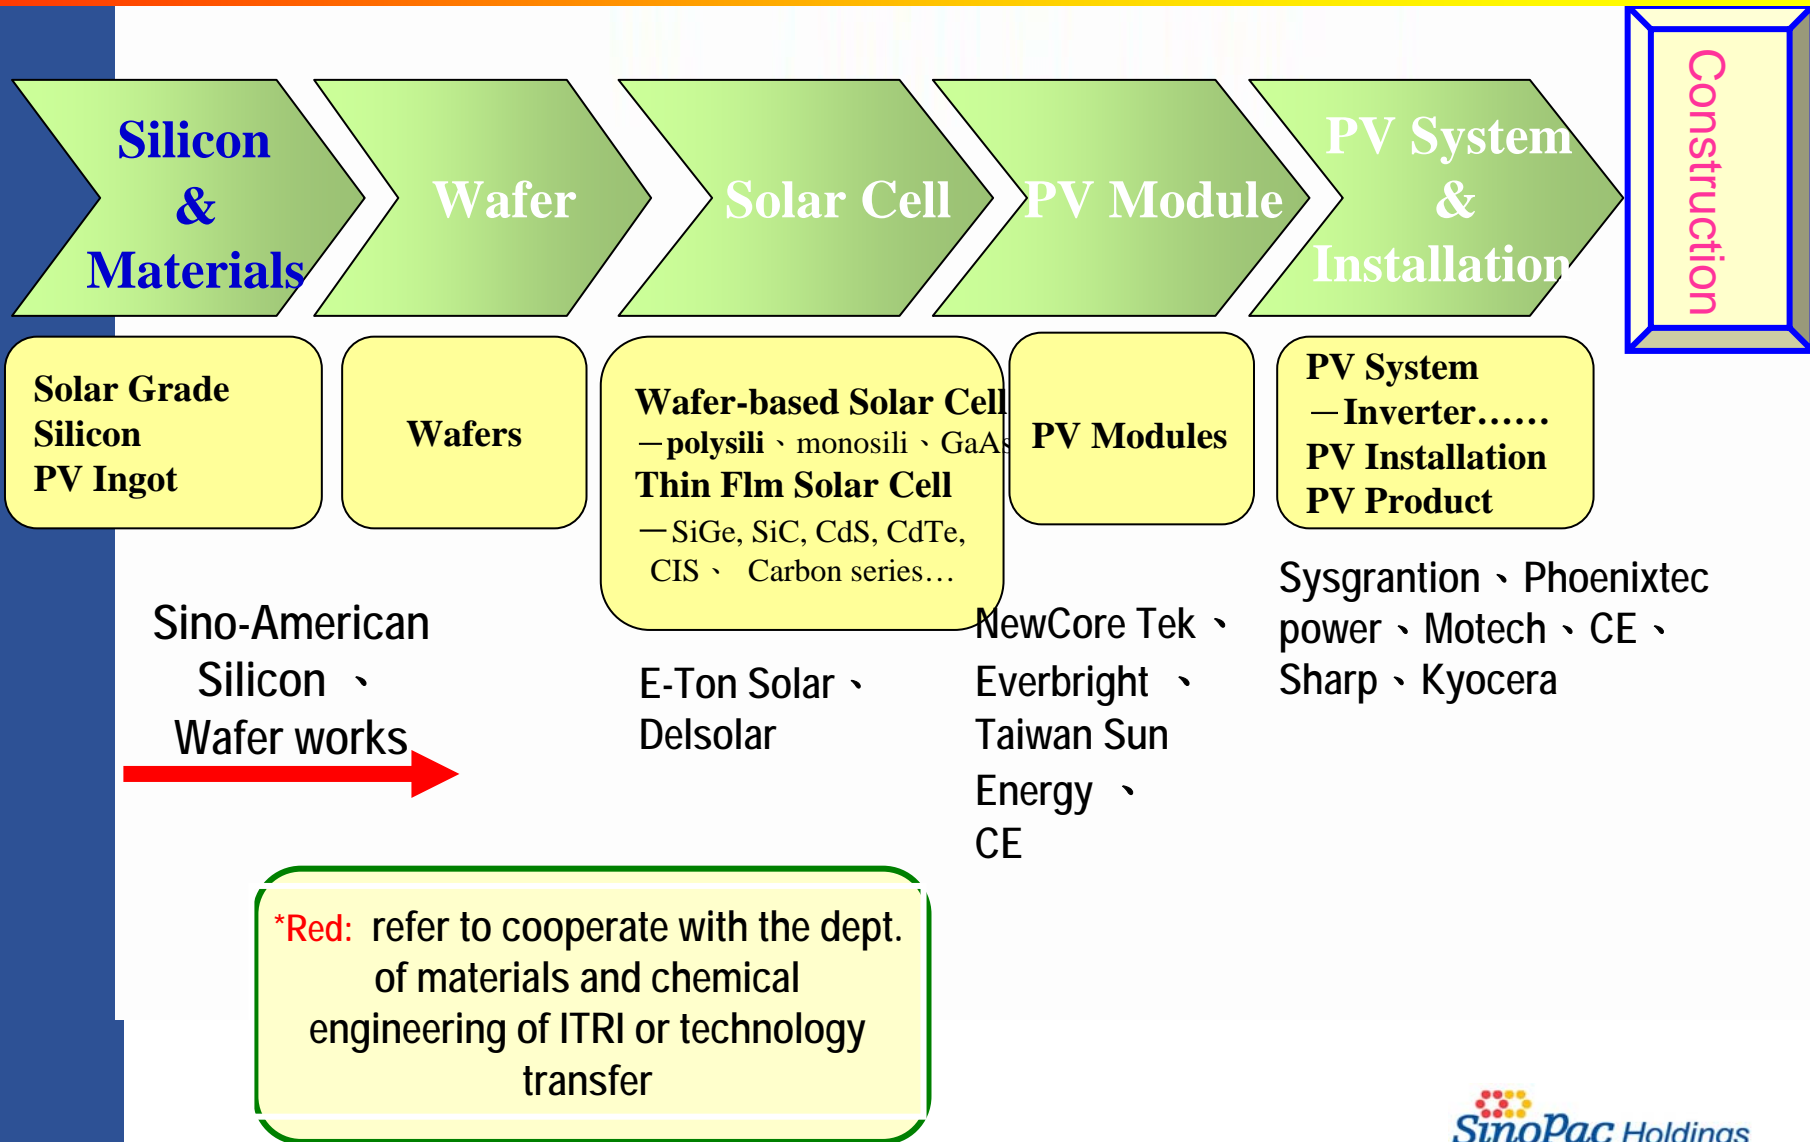 Silicon
&
Materials
Wafer
Solar Cell
PV Module
PV System
&
Installation
Construction
Solar Grade
Silicon
PV Ingot
Wafers
Wafer-based Solar Cell
－polysili、monosili、GaAs
Thin Flm Solar Cell
－SiGe, SiC, CdS, CdTe,
CIS、 Carbon series…
PV Modules
PV System
－Inverter……
PV Installation
PV Product
Sino-American
Silicon 、
Wafer works
E-Ton Solar、
Delsolar
NewCore Tek、
Everbright 、
Taiwan Sun
Energy 、
CE
Sysgrantion、Phoenixtec
power、Motech、CE、
Sharp、Kyocera
*Red: refer to cooperate with the dept.
of materials and chemical
engineering of ITRI or technology
transfer
SinoPac Holdings